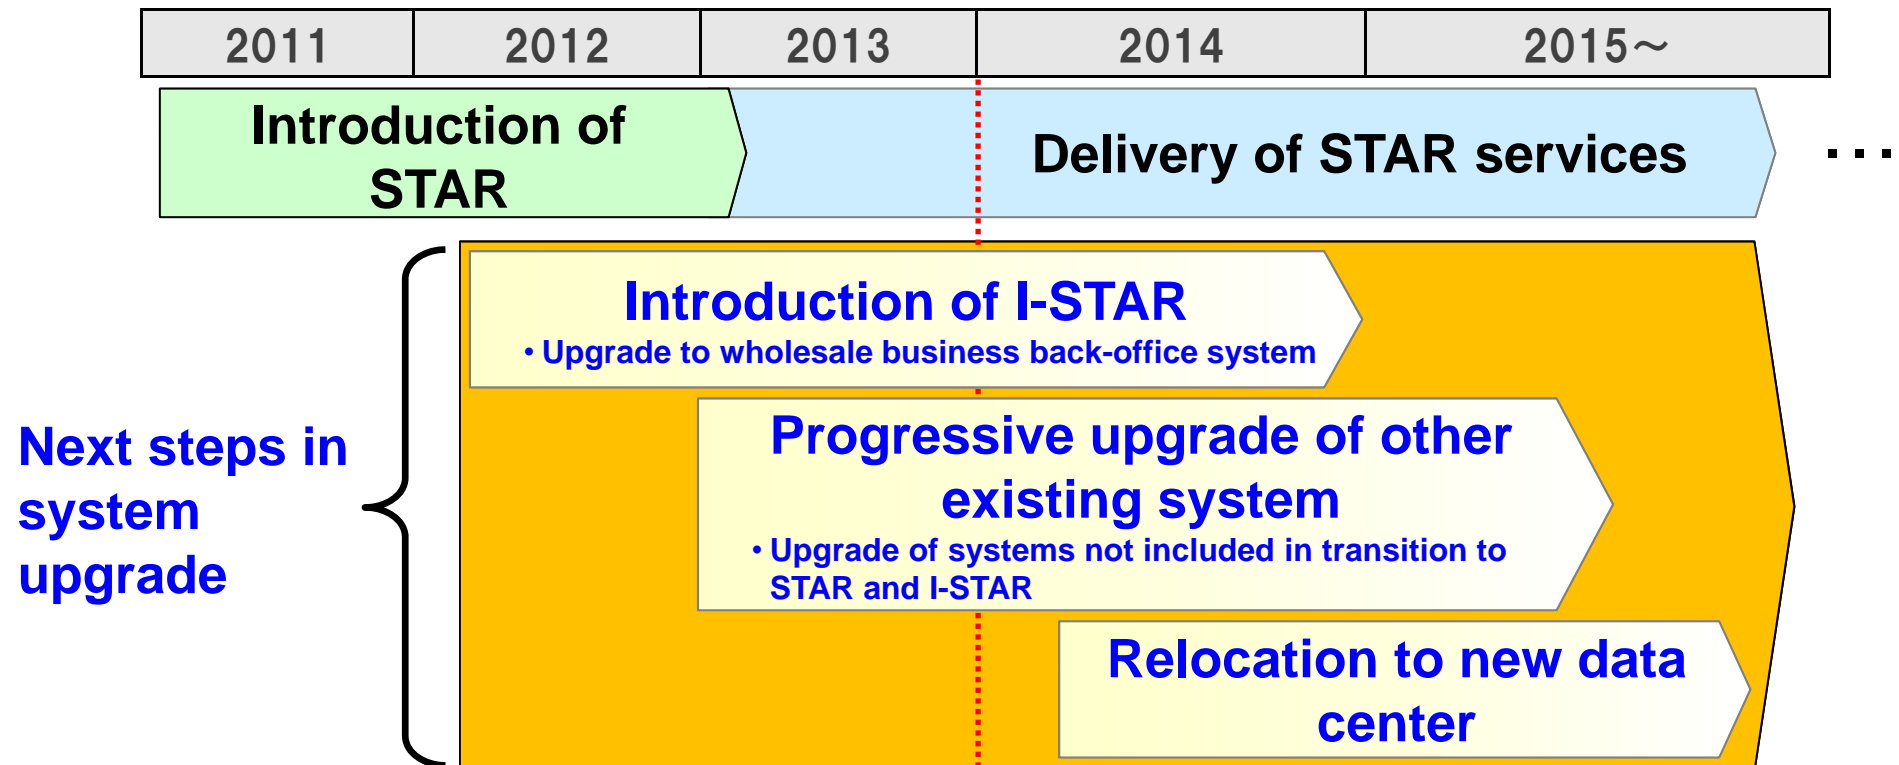 2011 2012 2013 2014 2015～
Introduction of
STAR
Delivery of STAR services
...
Next steps in
system
upgrade
Introduction of I-STAR
• Upgrade to wholesale business back-office system
Progressive upgrade of other
existing system
• Upgrade of systems not included in transition to
STAR and I-STAR
Relocation to new data
center